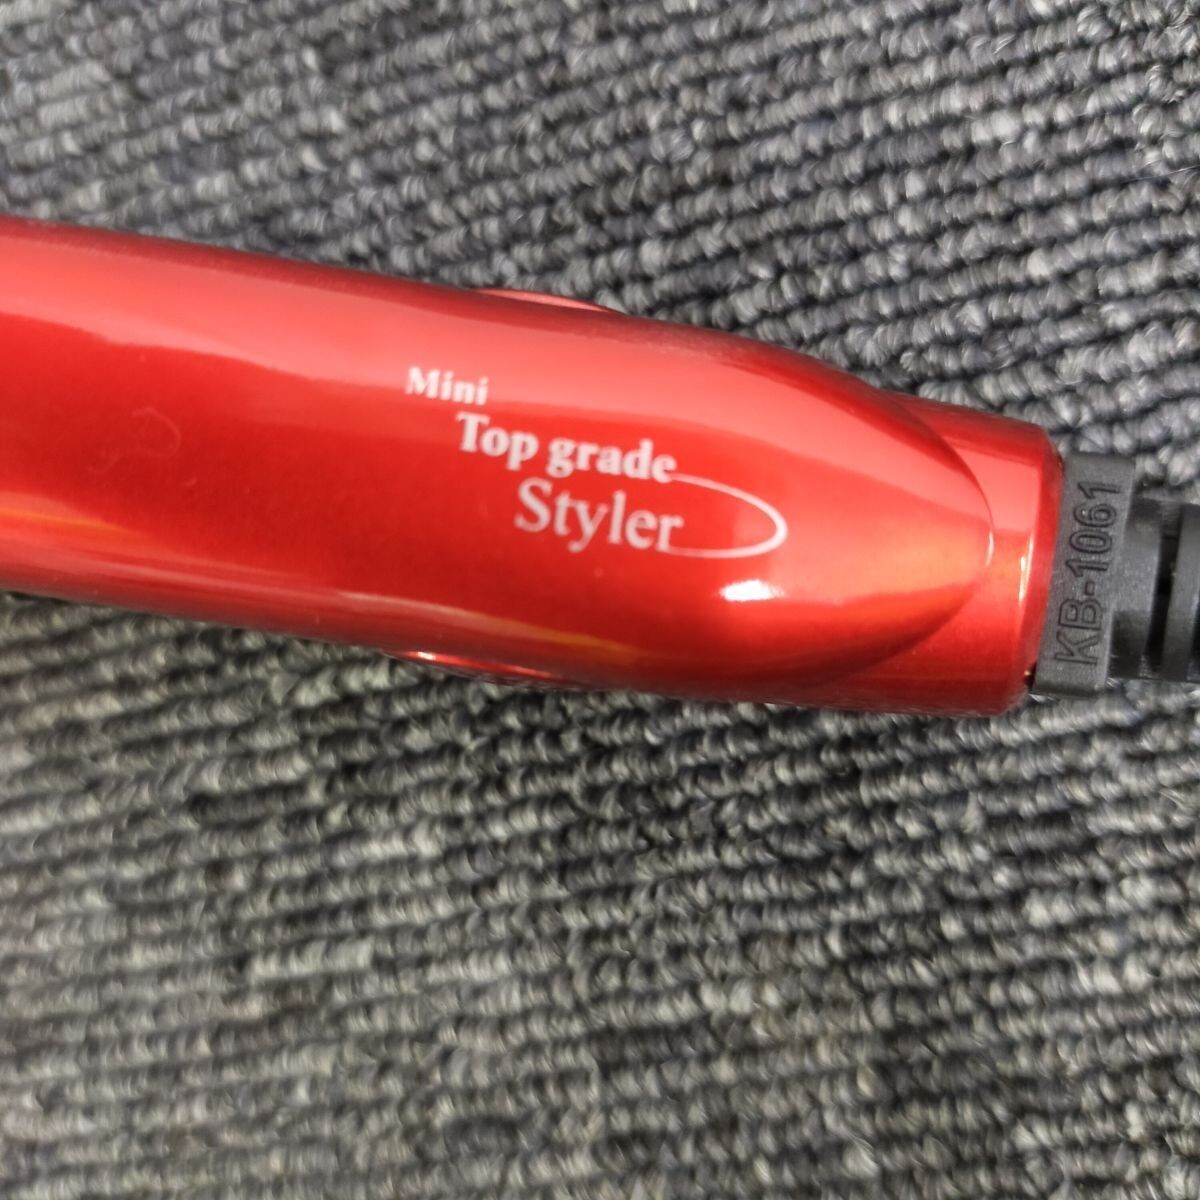 Mini
Top grade
Styler
KB-1061